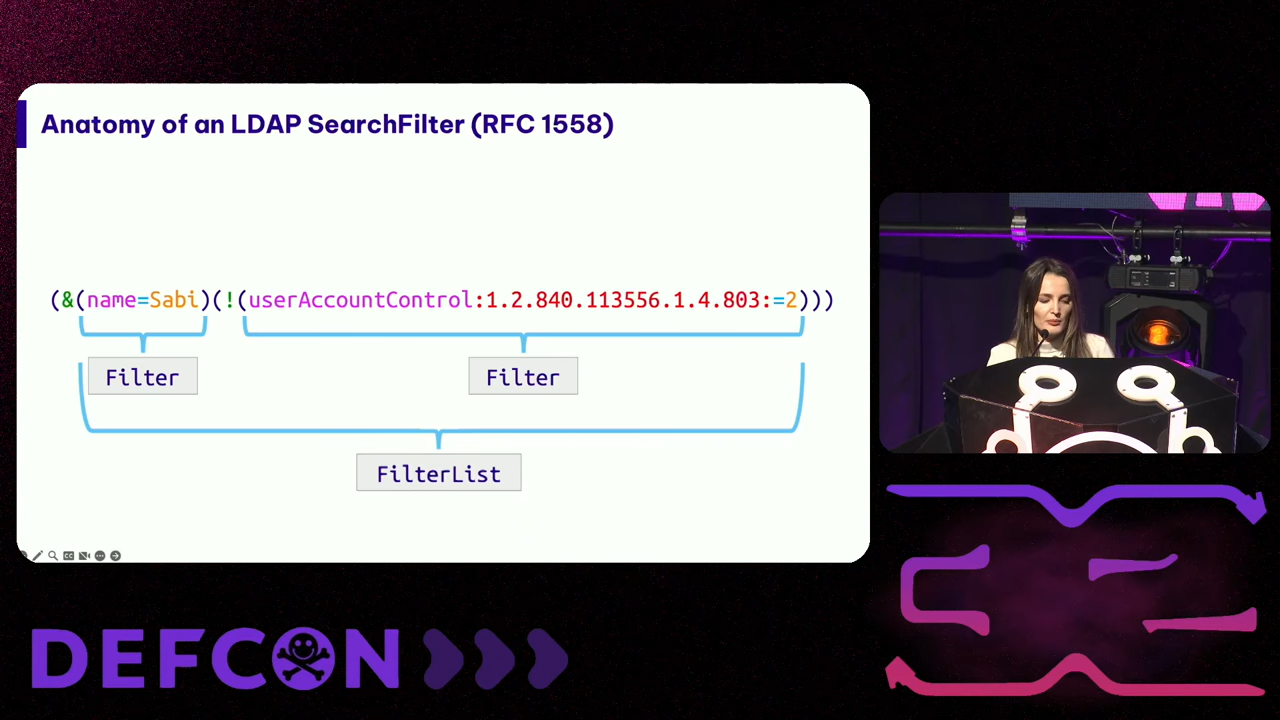 Anatomy of an LDAP SearchFilter (RFC 1558)
(&(name=Sabi)(!(userAccountControl:1.2.840.113556.1.4.803:=2)))
Filter
Filter
FilterList
DEFCON